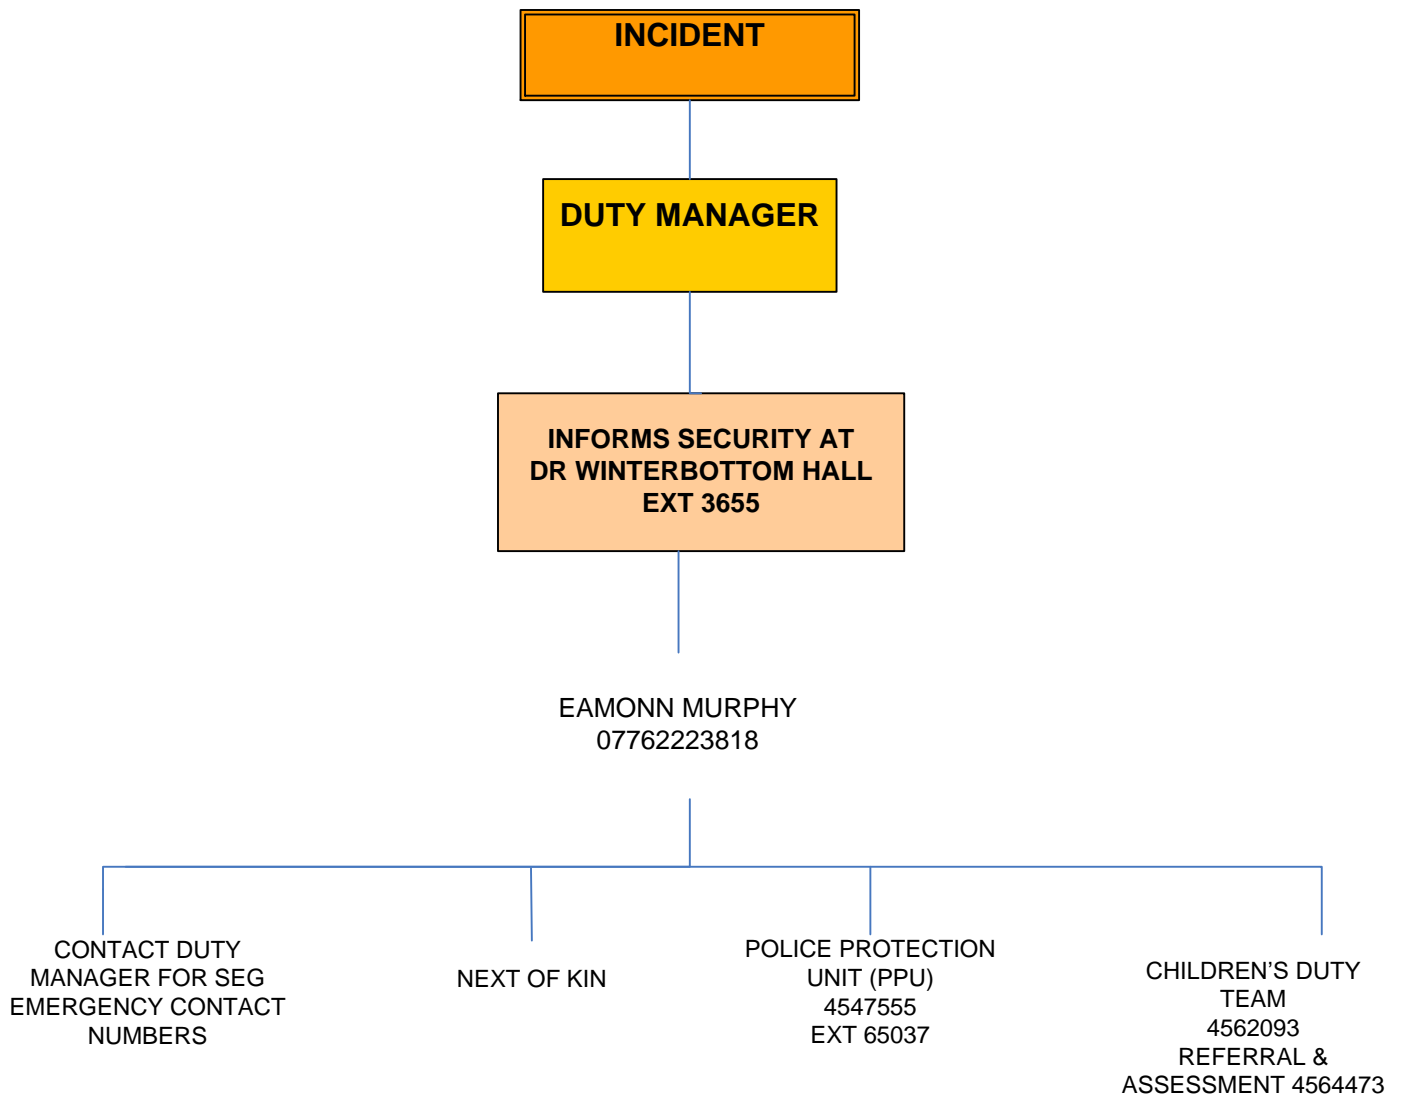 INCIDENT
DUTY MANAGER
INFORMS SECURITY AT
DR WINTERBOTTOM HALL
EXT 3655
EAMONN MURPHY
07762223818
CONTACT DUTY
MANAGER FOR SEG
EMERGENCY CONTACT
NUMBERS
NEXT OF KIN
POLICE PROTECTION
UNIT (PPU)
4547555
EXT 65037
CHILDREN’S DUTY
TEAM
4562093
REFERRAL &
ASSESSMENT 4564473